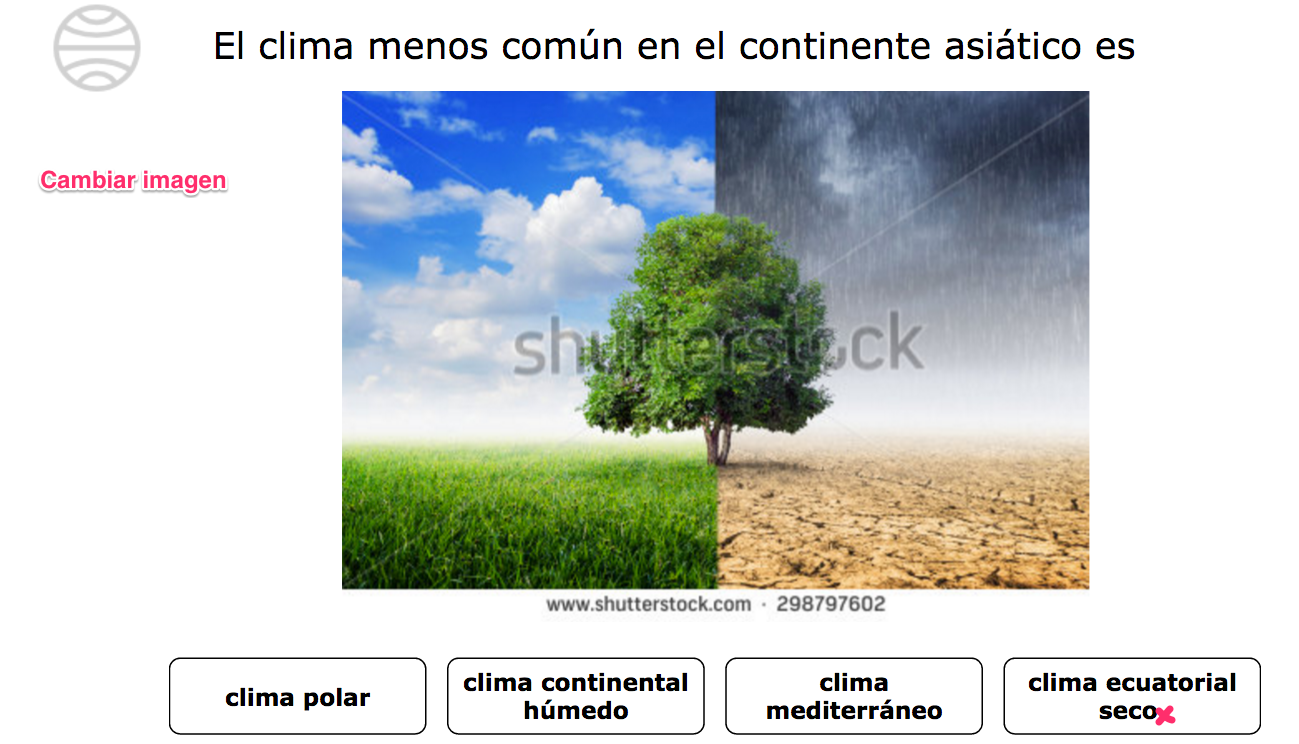 El clima menos común en el continente asiático es
Cambiar imagen
shutterstock
www.shutterstock.com · 298797602
clima polar
clima continental
húmedo
clima
mediterráneo
clima ecuatorial
seco